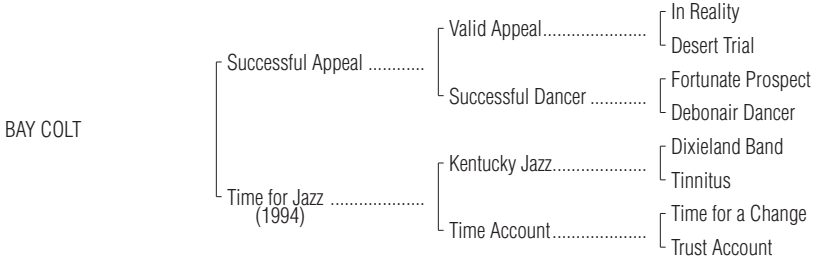 In Reality
Valid Appeal......................
Desert Trial
Successful Appeal ............
Fortunate Prospect
Successful Dancer ............
Debonair Dancer
BAY COLT
Dixieland Band
Kentucky Jazz....................
Tinnitus
Time for Jazz ....................
(1994)
Time for a Change
Time Account....................
Trust Account